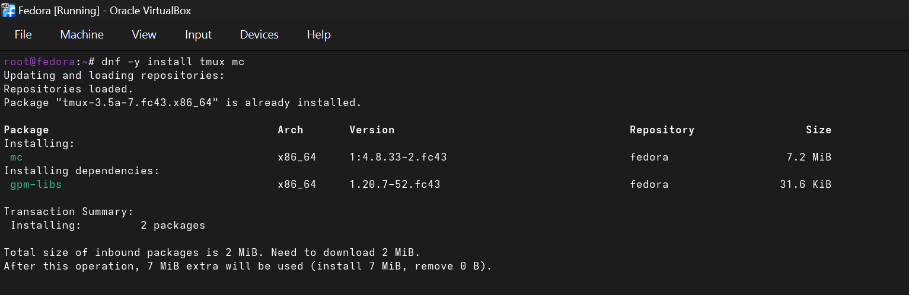 Fedora [Running] - Oracle VirtualBox
File Machine View Input Devices Help
root@fedora:~# dnf -y install tmux mc
Updating and loading repositories:
Repositories loaded.
Package "tmux-3.5a-7.fc43.x86_64" is already installed.
Package Arch Version Repository Size
Installing:
mc x86_64 1:4.8.33-2.fc43 fedora 7.2 MiB
Installing dependencies:
gpm-libs x86_64 1.20.7-52.fc43 fedora 31.6 KiB
Transaction Summary:
Installing: 2 packages
Total size of inbound packages is 2 MiB. Need to download 2 MiB.
After this operation, 7 MiB extra will be used (install 7 MiB, remove 0 B).